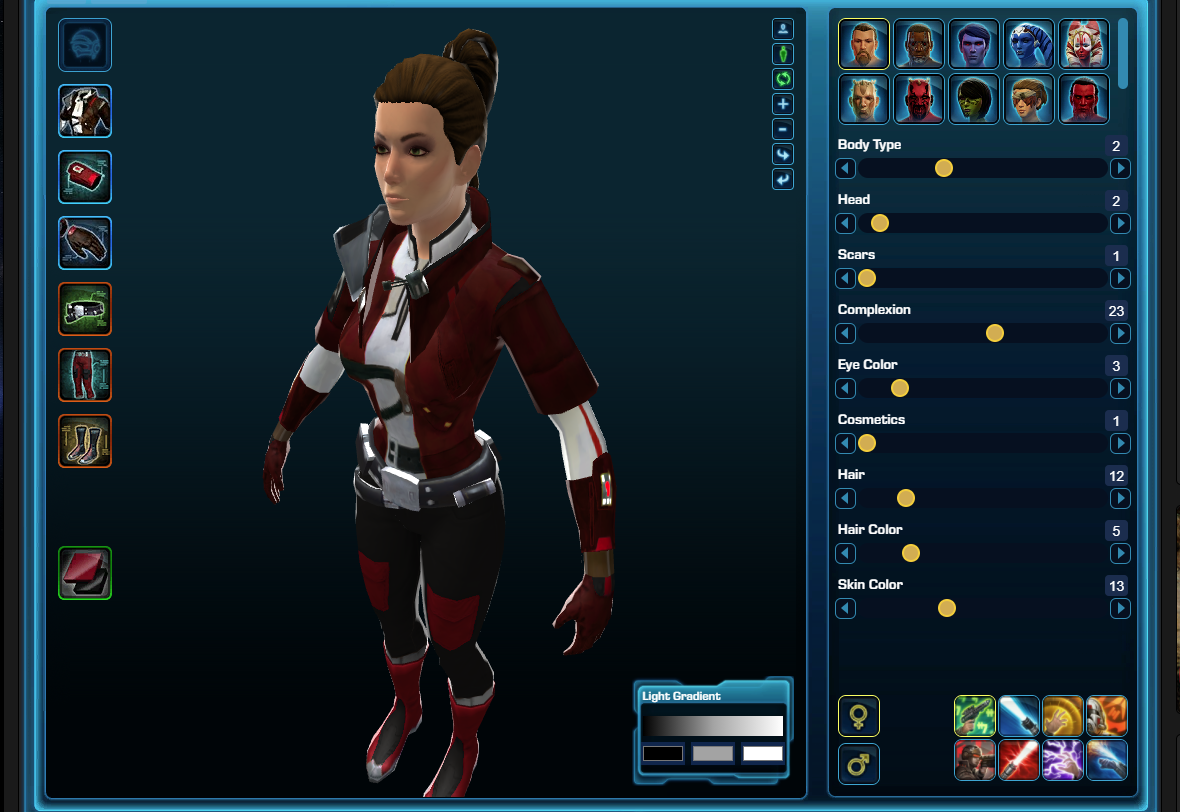 Body Type 2
Head 2
Scars 1
Complexion 23
Eye Color 3
Cosmetics 1
Hair 12
Hair Color 5
Skin Color 13
Light Gradient